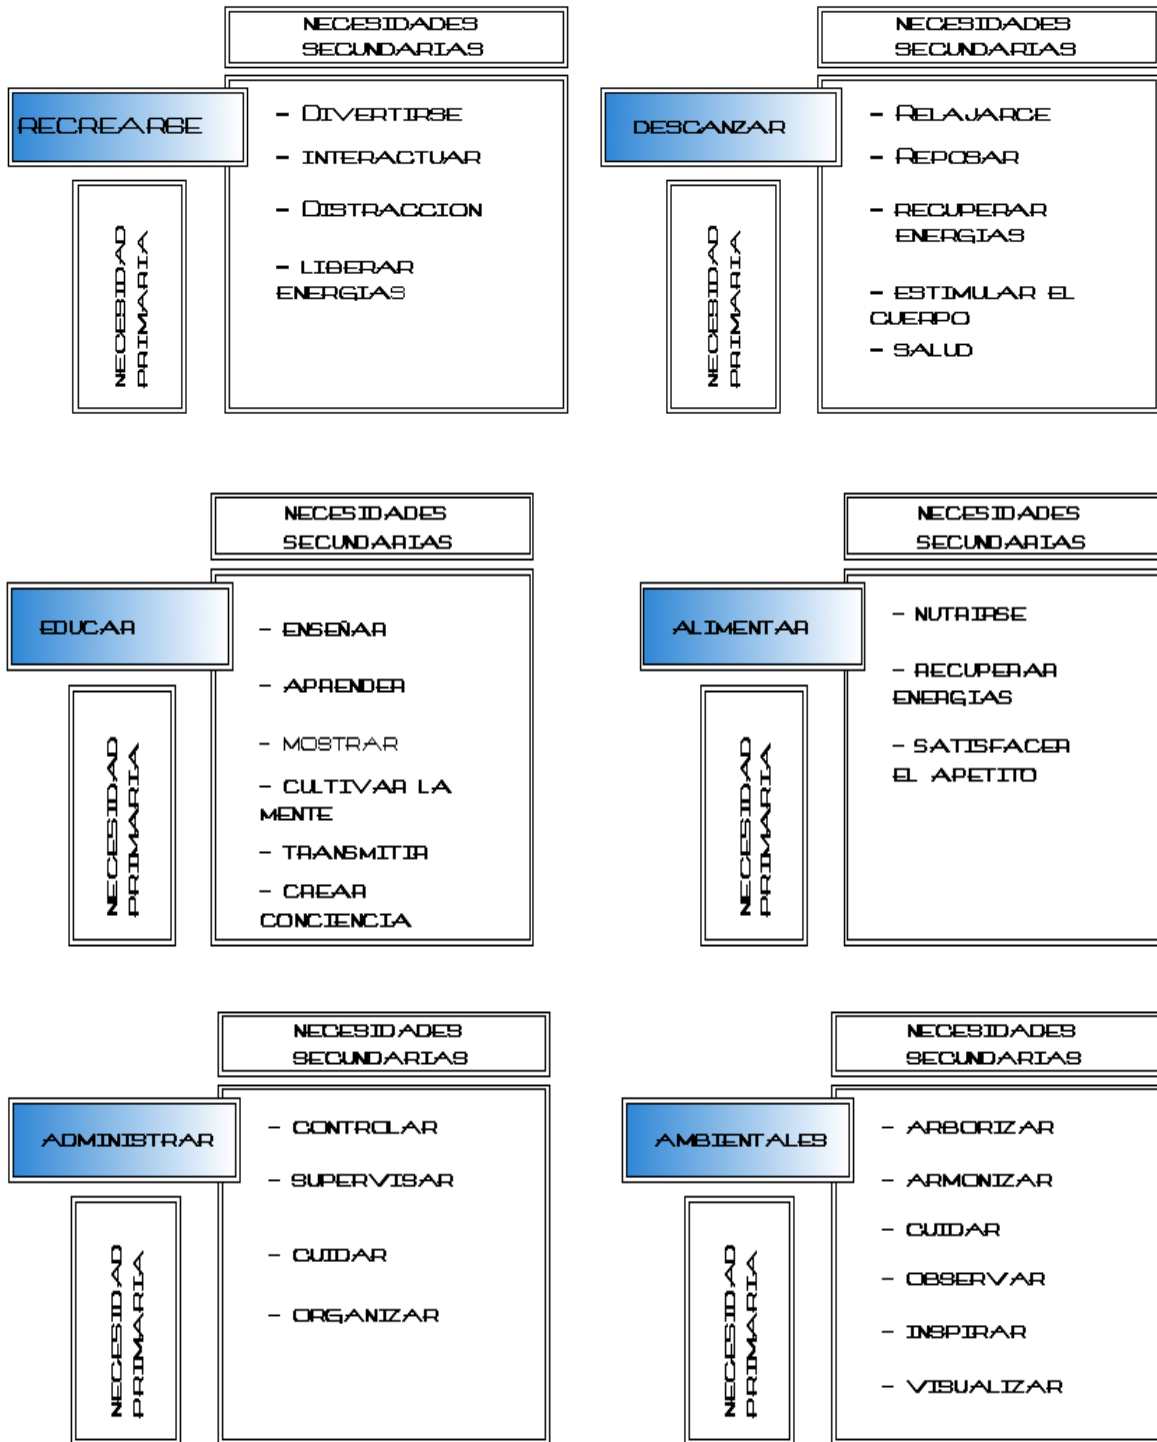 NECESIDADES
SECUNDARIAS
RECREARSE
- DIVERTIRSE
- INTERACTUAR
- DISTRACCION
- LIBERAR
ENERGIAS
NECESIDAD
PRIMARIA
NECESIDADES
SECUNDARIAS
DESCANZAR
- RELAJARCE
- REPOSAR
- RECUPERAR
ENERGIAS
- ESTIMULAR EL
CUERPO
- SALUD
NECESIDAD
PRIMARIA
NECESIDADES
SECUNDARIAS
EDUCAR
- ENSEÑAR
- APRENDER
- MOSTRAR
- CULTIVAR LA
MENTE
- TRANSMITIR
- CREAR
CONCIENCIA
NECESIDAD
PRIMARIA
NECESIDADES
SECUNDARIAS
ALIMENTAR
- NUTRIRSE
- RECUPERAR
ENERGIAS
- SATISFACER
EL APETITO
NECESIDAD
PRIMARIA
NECESIDADES
SECUNDARIAS
ADMINISTRAR
- CONTROLAR
- SUPERVISAR
- CUIDAR
- ORGANIZAR
NECESIDAD
PRIMARIA
NECESIDADES
SECUNDARIAS
AMBIENTALES
- ARBORIZAR
- ARMONIZAR
- CUIDAR
- OBSERVAR
- INSPIRAR
- VISUALIZAR
NECESIDAD
PRIMARIA